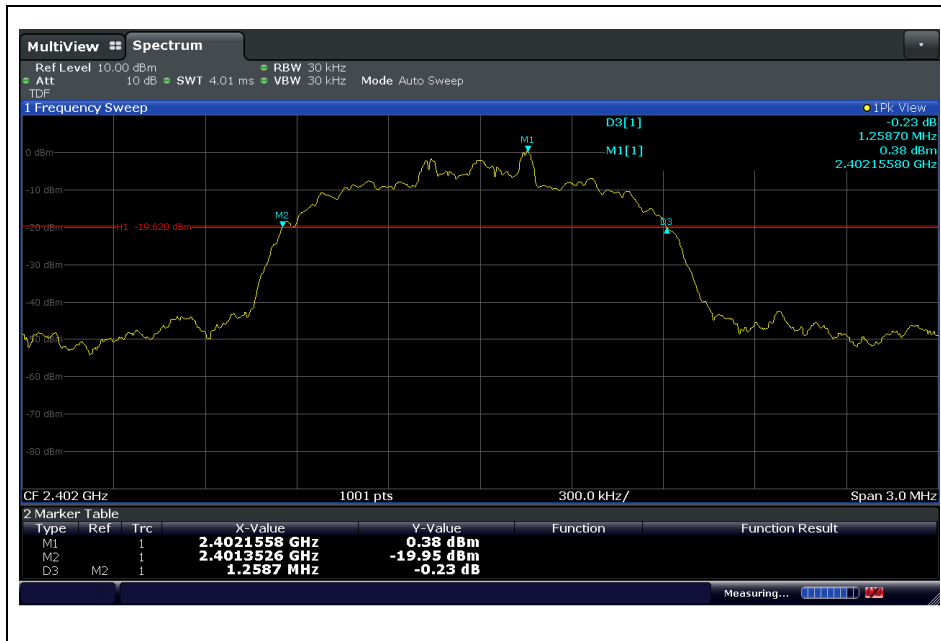 MultiView Spectrum
Ref Level 10.00 dBm RBW 30 kHz
Att 10 dB SWT 4.01 ms VBW 30 kHz Mode Auto Sweep
TDF
1 Frequency Sweep 1Pk View
D3[1] -0.23 dB
1.25870 MHz
M1[1] 0.38 dBm
2.40215580 GHz
M1
0 dBm
-10 dBm
M2
D3
-20 dBm H1 -19.620 dBm
-30 dBm
-40 dBm
-50 dBm
-60 dBm
-70 dBm
-80 dBm
CF 2.402 GHz 1001 pts 300.0 kHz/ Span 3.0 MHz
2 Marker Table
Type Ref Trc X-Value Y-Value Function Function Result
M1 1 2.4021558 GHz 0.38 dBm
M2 1 2.4013526 GHz -19.95 dBm
D3 M2 1 1.2587 MHz -0.23 dB
Measuring...